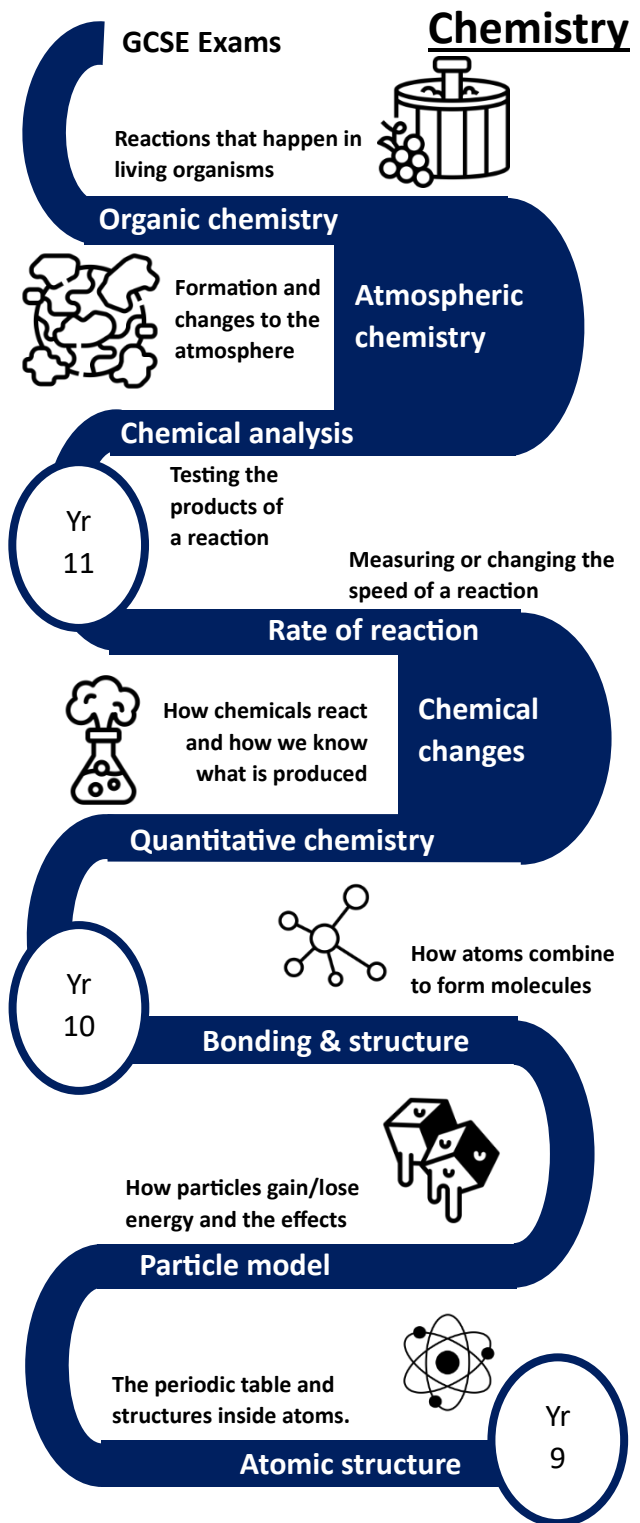 Chemistry
GCSE Exams
Reactions that happen in
living organisms
Organic chemistry
Formation and
changes to the
atmosphere
Atmospheric
chemistry
Chemical analysis
Testing the
products of
a reaction
Yr
11
Measuring or changing the
speed of a reaction
Rate of reaction
How chemicals react
and how we know
what is produced
Chemical
changes
Quantitative chemistry
How atoms combine
to form molecules
Yr
10
Bonding & structure
How particles gain/lose
energy and the effects
Particle model
The periodic table and
structures inside atoms.
Yr
9
Atomic structure